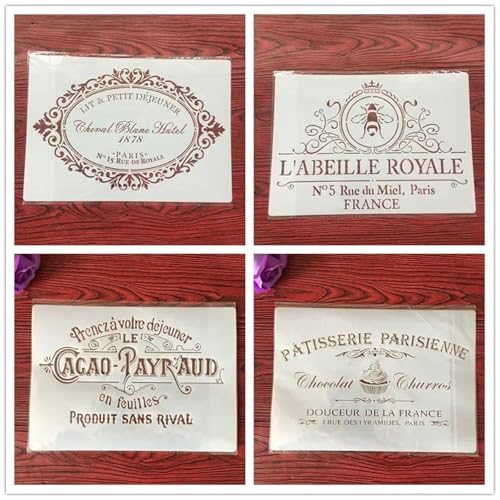 LIT & PETIT DÉJEUNER
Cheval Blanc Hâtel
1878
-PARIS-
Nº 15 RUE DE ROYALE
L'ABEILLE ROYALE
Nº5 Rue du Miel, Paris
FRANCE
Prenez à votre déjeuner
LE
CACAO-PAYRAUD
en feuilles
PRODUIT SANS RIVAL
PATISSERIE PARISIENNE
Chocolat Churros
DOUCEUR DE LA FRANCE
1 RUE DES PYRAMIDES, PARIS